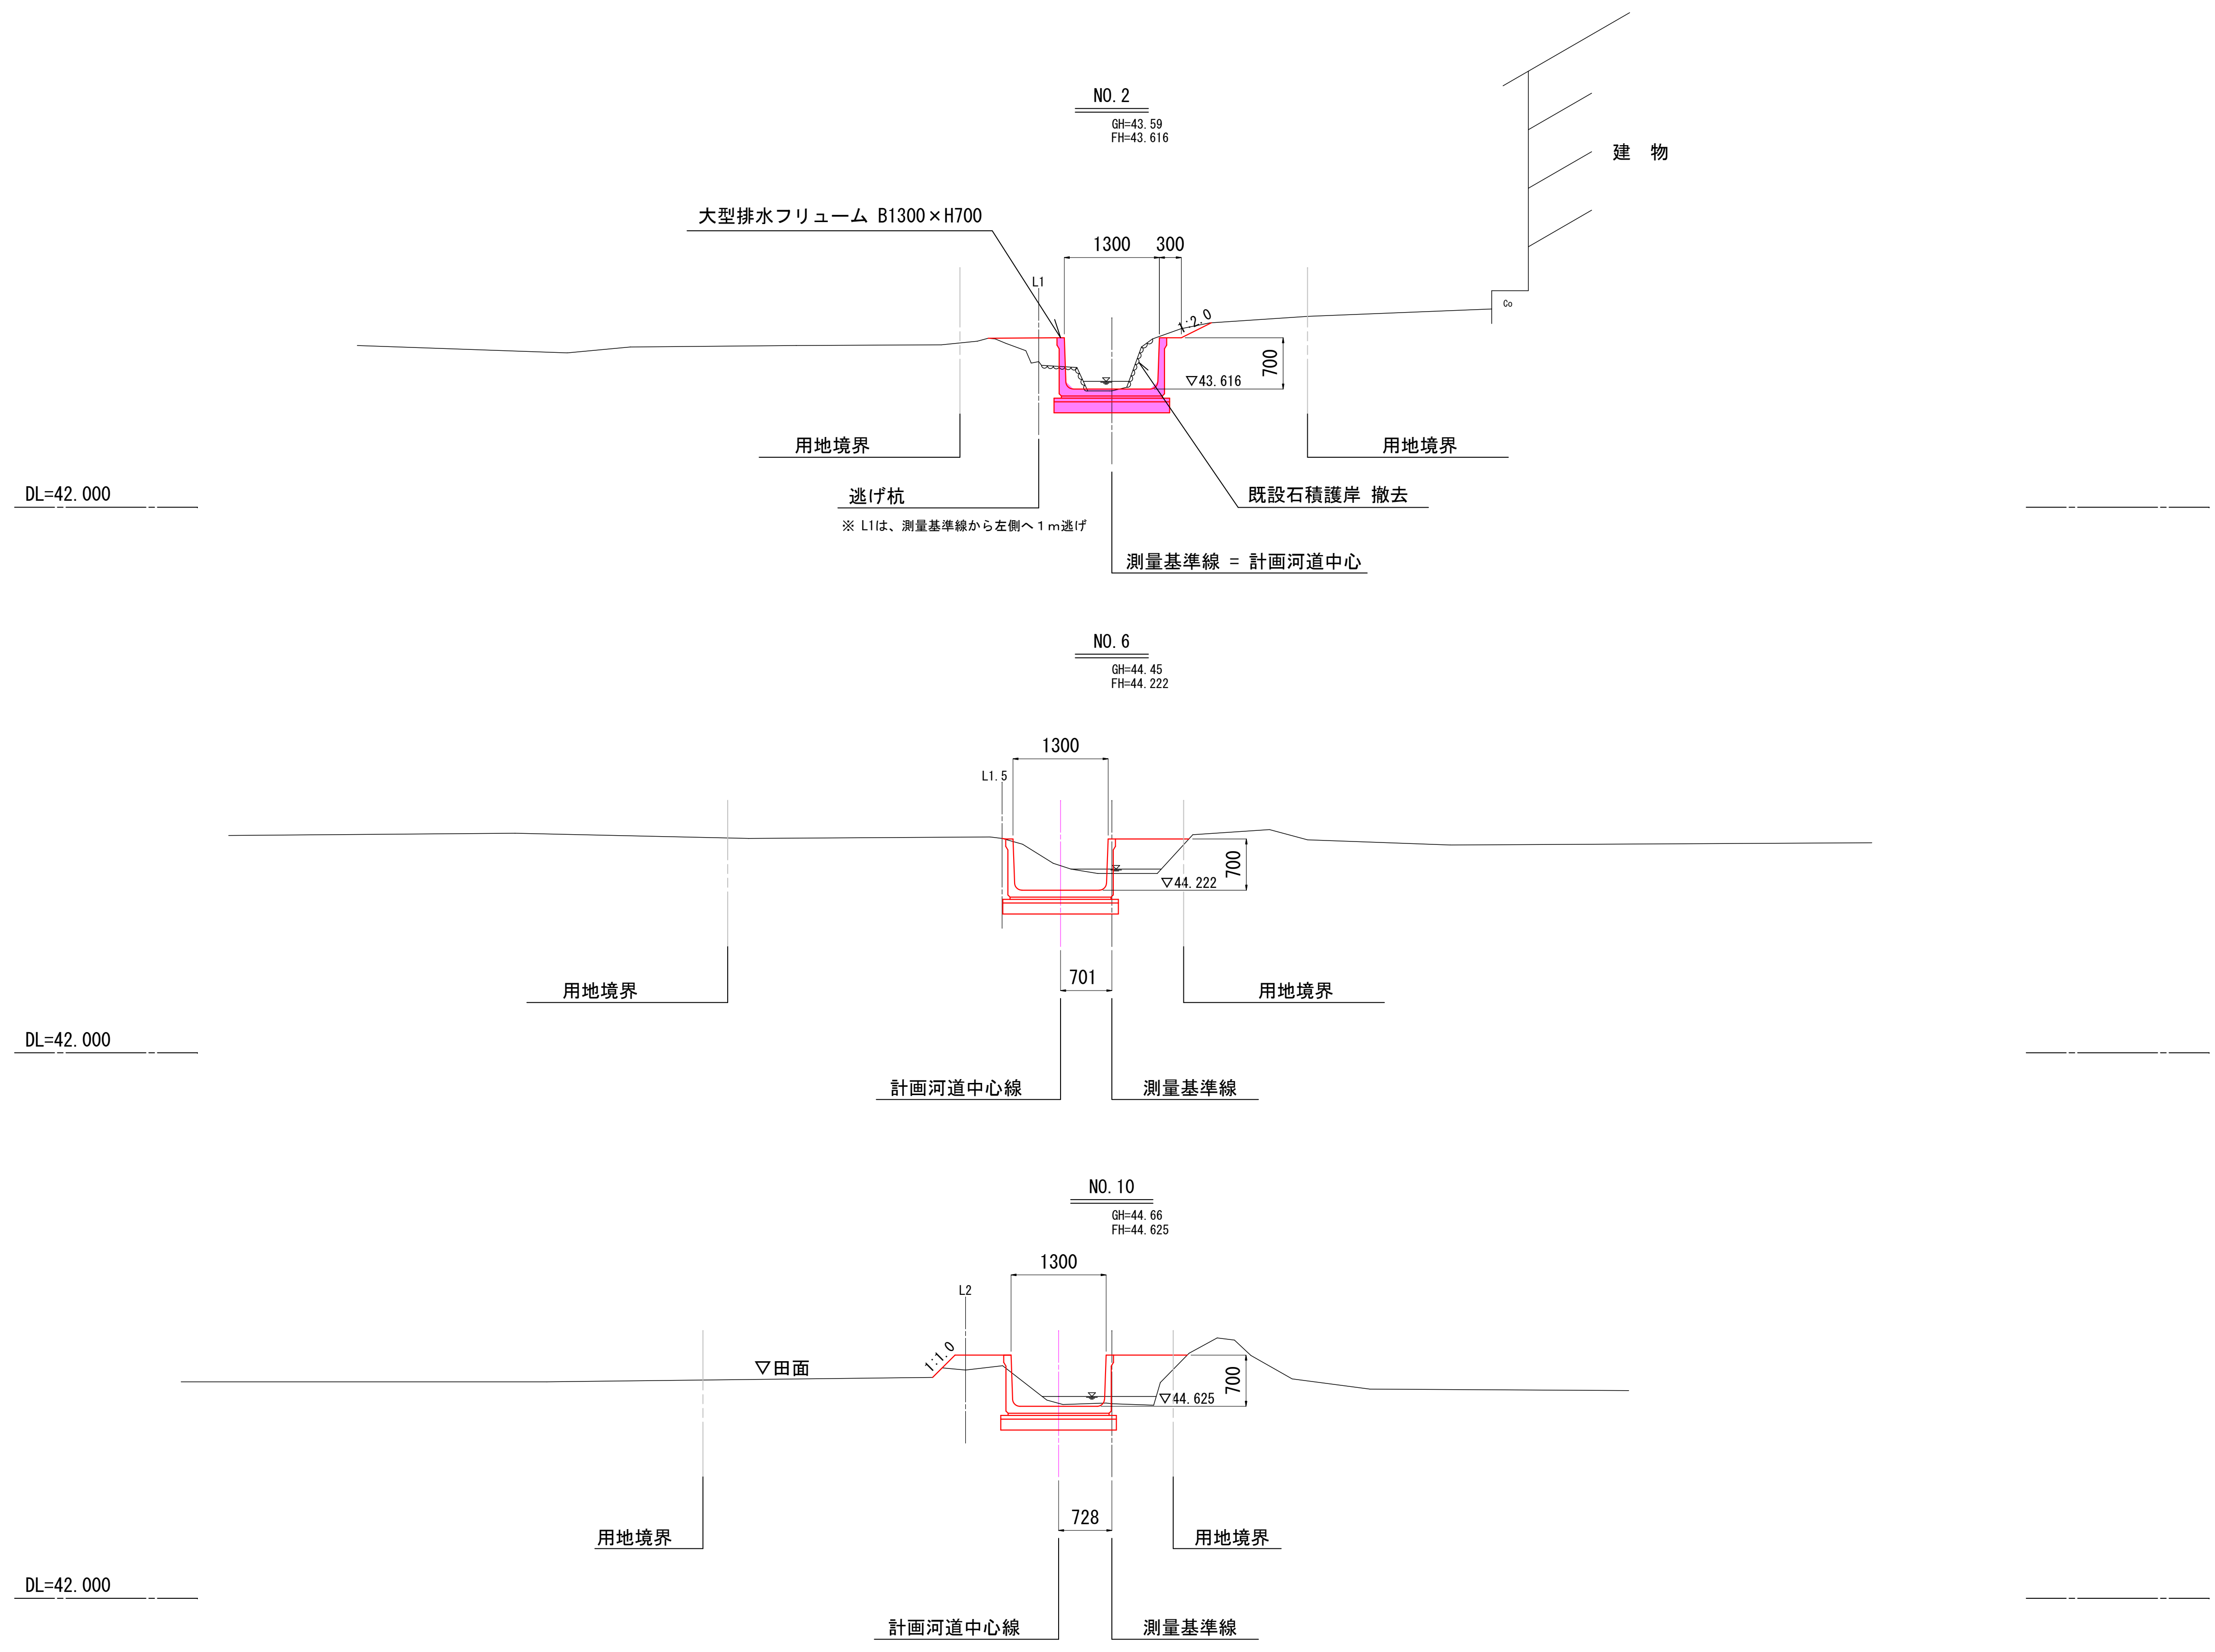 NO.2
GH=43.59
FH=43.616
建 物
大型排水フリューム B1300×H700
1300 300
L1
Co
1:2.0
700
▽43.616
用地境界 用地境界
DL=42.000
逃げ杭
既設石積護岸 撤去
※ L1は、測量基準線から左側へ1m逃げ
測量基準線 = 計画河道中心
NO.6
GH=44.45
FH=44.222
1300
L1.5
700
▽44.222
701
用地境界 用地境界
DL=42.000
計画河道中心線 測量基準線
NO.10
GH=44.66
FH=44.625
1300
L2
1:1.0
▽田面
700
▽44.625
728
用地境界 用地境界
DL=42.000
計画河道中心線 測量基準線